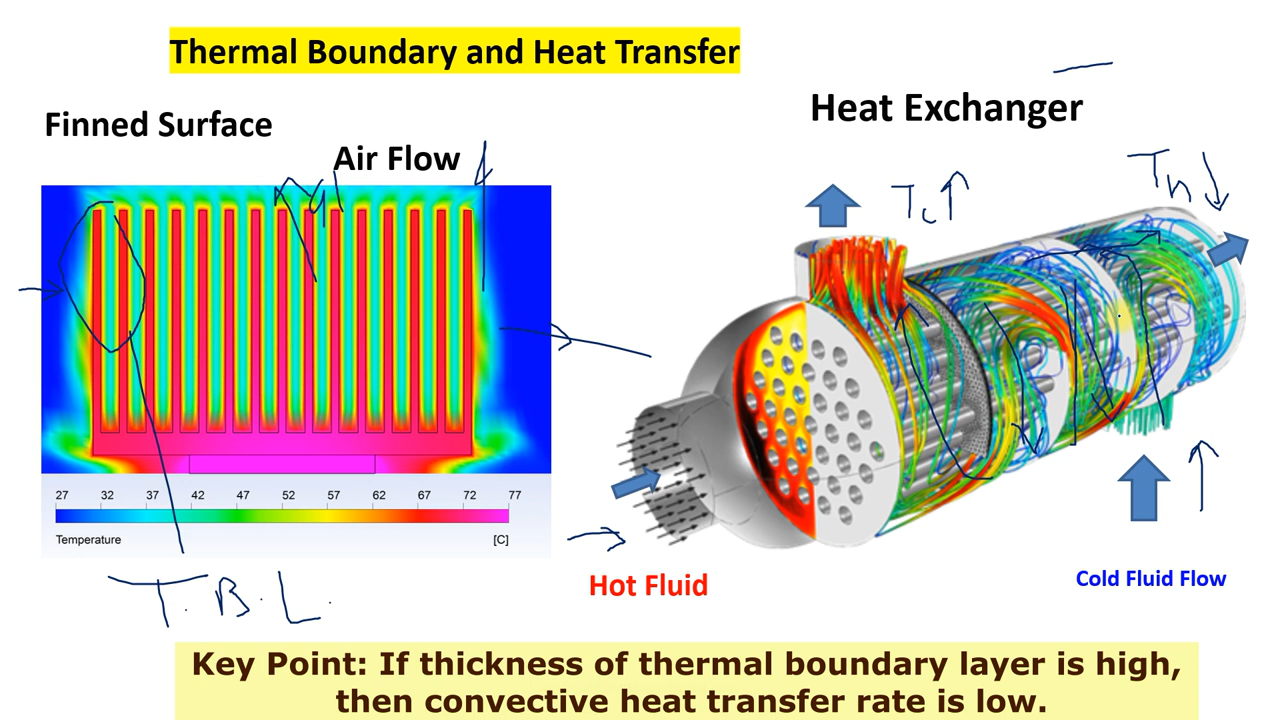 Thermal Boundary and Heat Transfer
Finned Surface
Air Flow
Heat Exchanger
Tc↑
Th↓
27 32 37 42 47 52 57 62 67 72 77
Temperature [C]
T.B.L.
Hot Fluid
Cold Fluid Flow
Key Point: If thickness of thermal boundary layer is high,
then convective heat transfer rate is low.